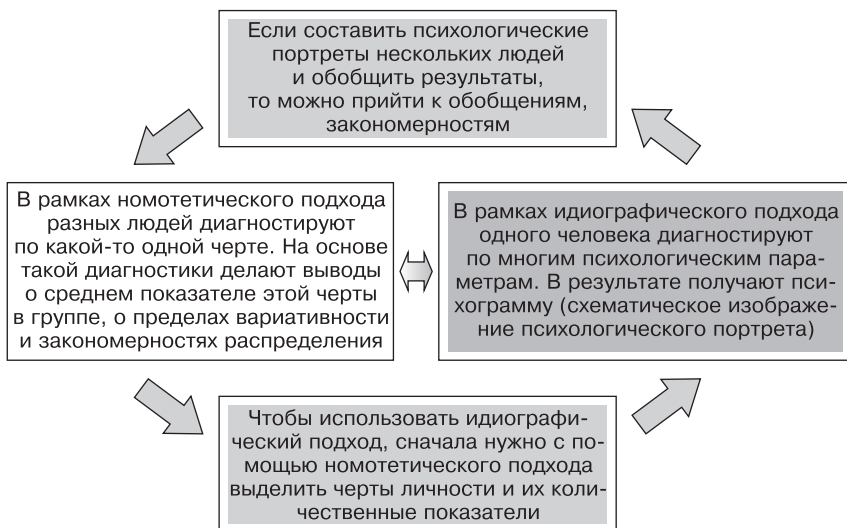 Если составить психологические
портреты нескольких людей
и обобщить результаты,
то можно прийти к обобщениям,
закономерностям
В рамках номотетического подхода
разных людей диагностируют
по какой-то одной черте. На основе
такой диагностики делают выводы
о среднем показателе этой черты
в группе, о пределах вариативности
и закономерностях распределения
В рамках идиографического подхода
одного человека диагностируют
по многим психологическим пара-
метрам. В результате получают пси-
хограмму (схематическое изображе-
ние психологического портрета)
Чтобы использовать идиографи-
ческий подход, сначала нужно с по-
мощью номотетического подхода
выделить черты личности и их коли-
чественные показатели